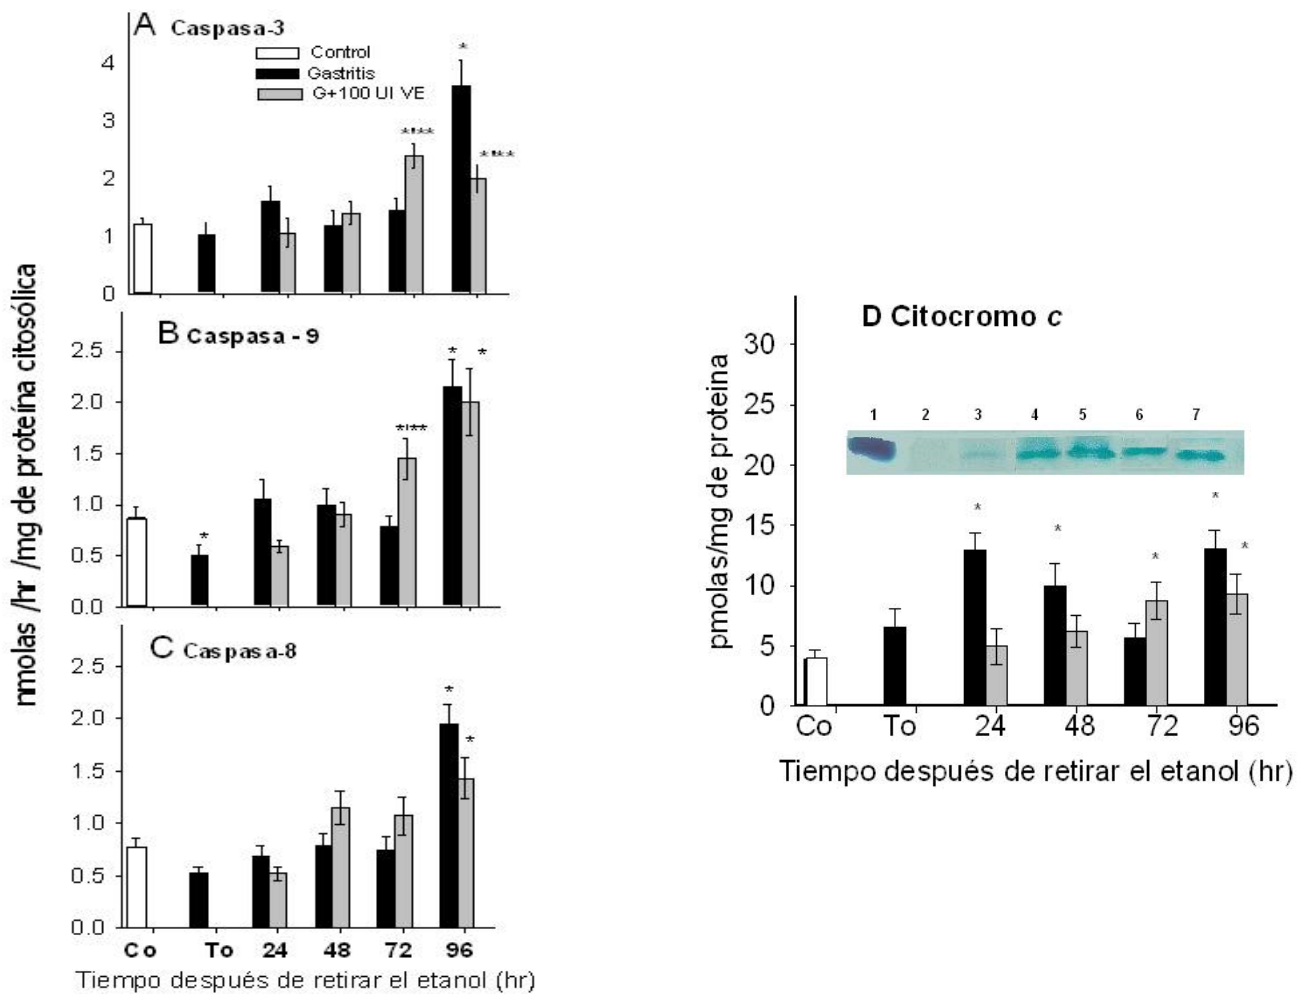 A Caspasa-3
Control
Gastritis
G+100 UI VE
4
3
2
1
0
*
*'**
*'**
nmolas /hr /mg de proteína citosólica
B Caspasa - 9
2.5
2.0
1.5
1.0
0.5
0.0
*
*'**
*
*
C Caspasa-8
2.5
2.0
1.5
1.0
0.5
0.0
*
*
Co To 24 48 72 96
Tiempo después de retirar el etanol (hr)
D Citocromo c
30
25
20
15
10
5
0
pmolas/mg de proteina
1 2 3 4 5 6 7
*
*
*
*
*
Co To 24 48 72 96
Tiempo después de retirar el etanol (hr)